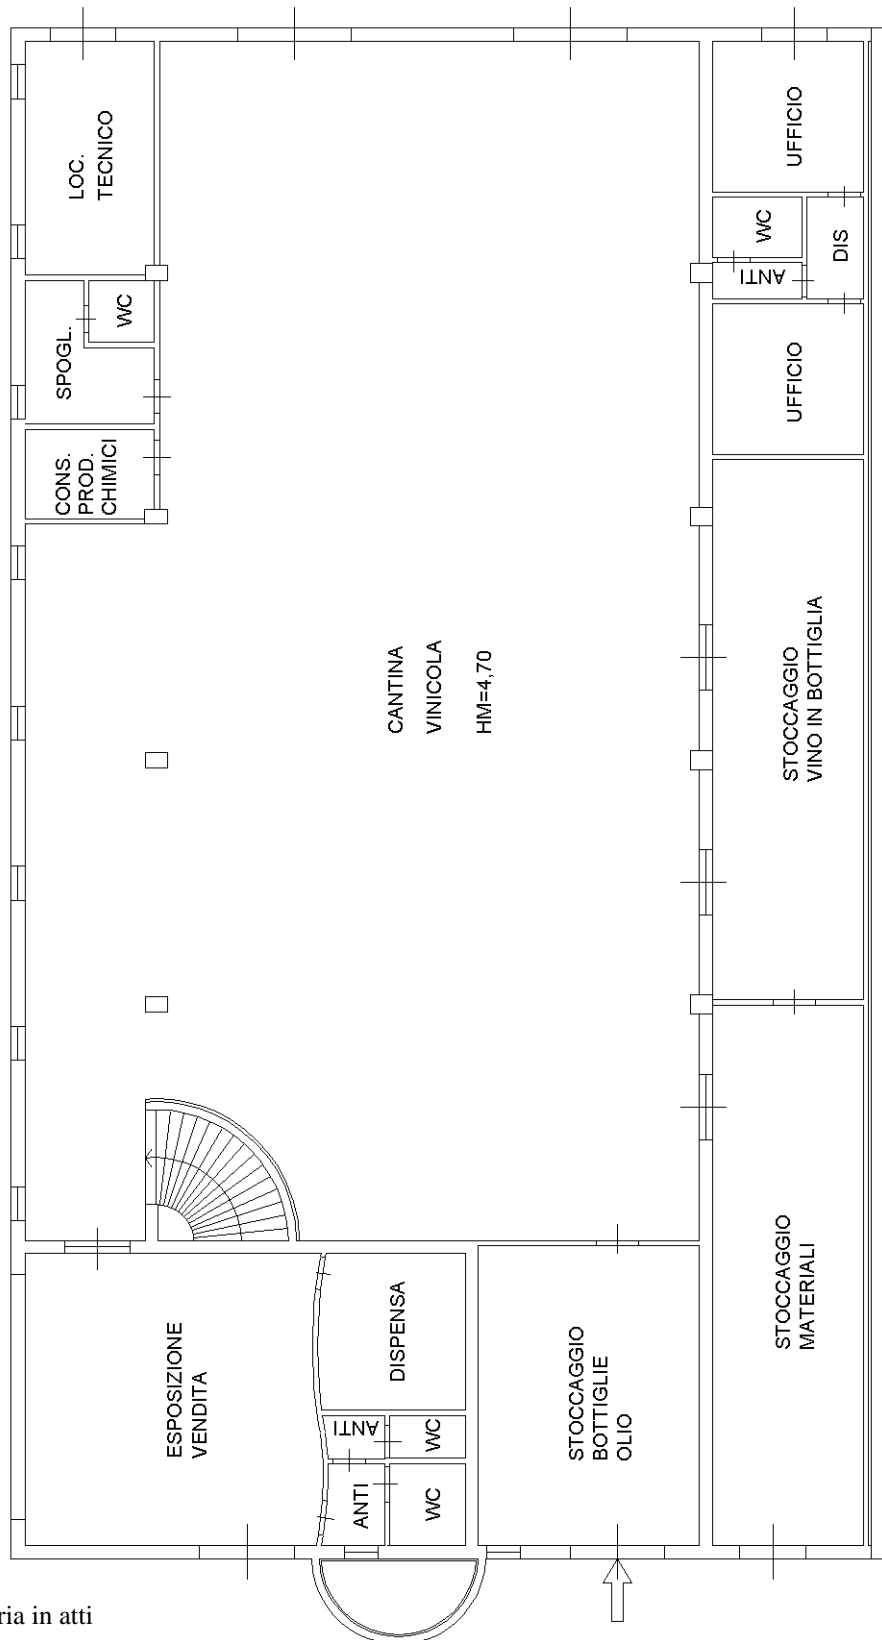 LOC.
TECNICO
UFFICIO
WC
DIS
ANTI
SPOGL.
WC
UFFICIO
CONS.
PROD.
CHIMICI
CANTINA
VINICOLA
HM=4,70
STOCCAGGIO
VINO IN BOTTIGLIA
STOCCAGGIO
MATERIALI
ESPOSIZIONE
VENDITA
DISPENSA
ANTI
WC
ANTI
WC
STOCCAGGIO
BOTTIGLIE
OLIO
ria in atti